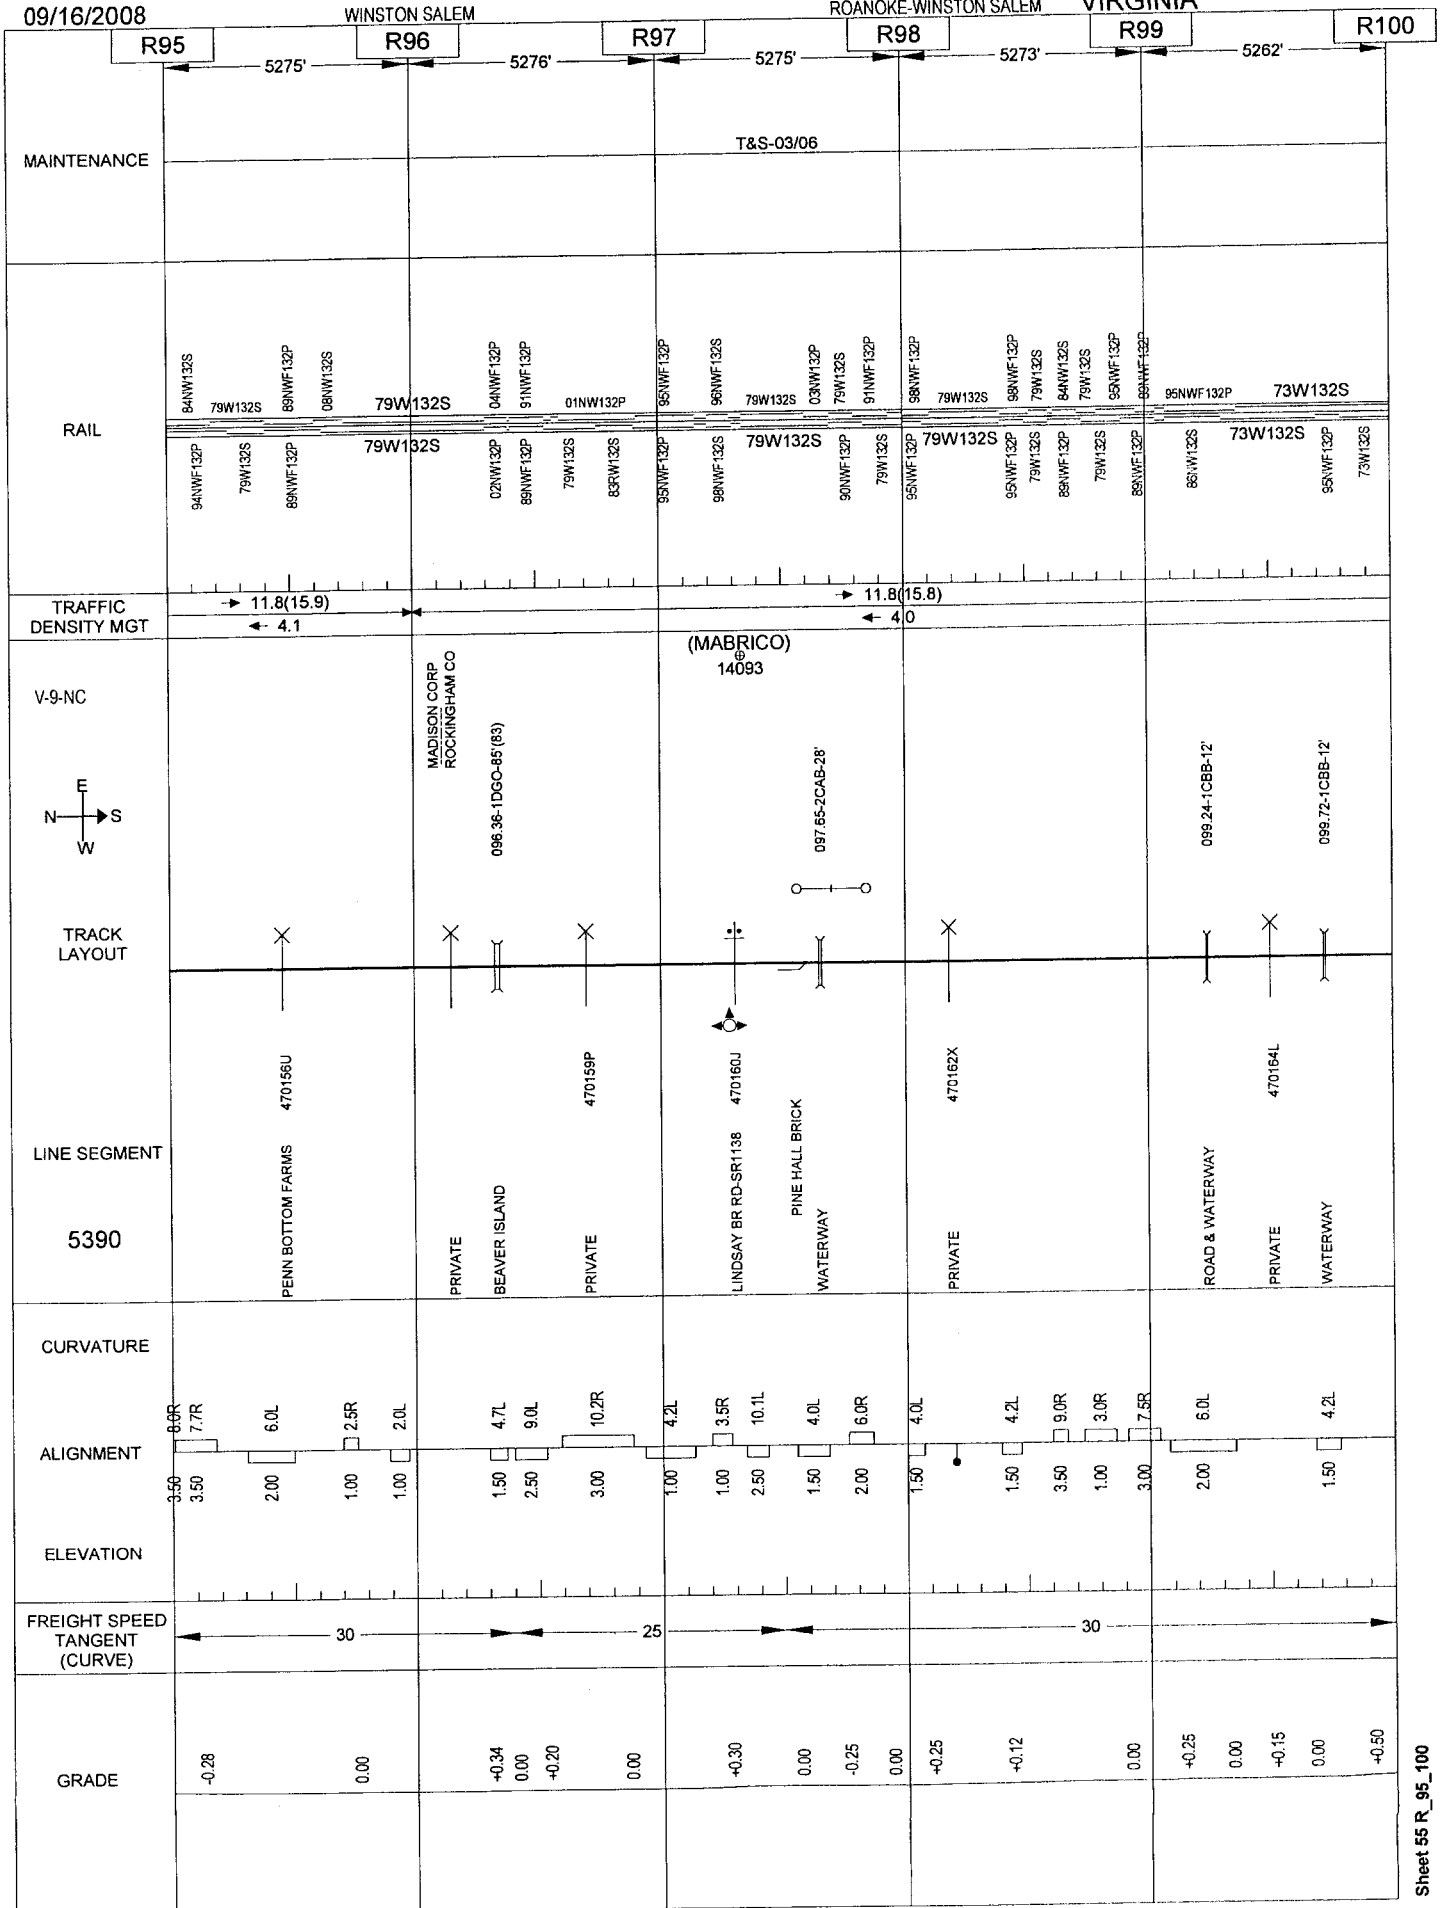 09/16/2008 WINSTON SALEM ROANOKE-WINSTON SALEM VIRGINIA
R95 R96 R97 R98 R99 R100
5275' 5276' 5275' 5273' 5262'
MAINTENANCE
T&S-03/06
84NW132S 79W132S 89NWF132P 08NW132S 79W132S 04NWF132P 91NWF132P 01NW132P 95NWF132P 96NWF132S 79W132S 03NW132P 79W132S 91NWF132P 98NWF132P 79W132S 98NWF132P 79W132S 84NW132S 79W132S 95NWF132P 89NWF132P 95NWF132P 73W132S
RAIL
94NWF132P 79W132S 89NWF132P 79W132S 02NW132P 89NWF132P 79W132S 83RW132S 95NWF132P 98NWF132S 79W132S 90NWF132P 79W132S 95NWF132P 79W132S 95NWF132P 79W132S 89NWF132P 79W132S 89NWF132P 86NW132S 73W132S 95NWF132P 73W132S
TRAFFIC
DENSITY MGT
11.8(15.9) 11.8(15.8)
4.1 4.0
(MABRICO)
14093
V-9-NC
MADISON CORP
ROCKINGHAM CO
096.36-1DGO-85'(83)
097.65-2CAB-28'
099.24-1CBB-12'
099.72-1CBB-12'
E
N S
W
TRACK
LAYOUT
470156U 470159P 470160J 470162X 470164L
LINE SEGMENT
5390
PENN BOTTOM FARMS
PRIVATE
BEAVER ISLAND
PRIVATE
LINDSAY BR RD-SR1138
PINE HALL BRICK
WATERWAY
PRIVATE
ROAD & WATERWAY
PRIVATE
WATERWAY
CURVATURE
8.0R 7.7R 6.0L 2.5R 2.0L 4.7L 9.0L 10.2R 4.2L 3.5R 10.1L 4.0L 6.0R 4.0L 4.2L 9.0R 3.0R 7.5R 6.0L 4.2L
ALIGNMENT
3.50 3.50 2.00 1.00 1.00 1.50 2.50 3.00 1.00 1.00 2.50 1.50 2.00 1.50 1.50 3.50 1.00 3.00 2.00 1.50
ELEVATION
FREIGHT SPEED
TANGENT
(CURVE)
30 25 30
GRADE
-0.28 0.00 +0.34 0.00 +0.20 0.00 +0.30 0.00 -0.25 0.00 +0.25 +0.12 0.00 +0.25 0.00 +0.15 0.00 +0.50
Sheet 55 R_95_100